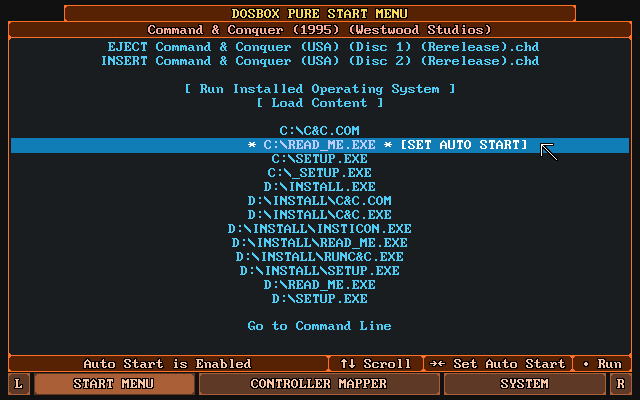 DOSBOX PURE START MENU
Command & Conquer (1995) (Westwood Studios)
EJECT Command & Conquer (USA) (Disc 1) (Rerelease).chd
INSERT Command & Conquer (USA) (Disc 2) (Rerelease).chd
[ Run Installed Operating System ]
[ Load Content ]
C:\C&C.COM
* C:\READ_ME.EXE * [SET AUTO START]
C:\SETUP.EXE
C:\_SETUP.EXE
D:\INSTALL.EXE
D:\INSTALL\C&C.COM
D:\INSTALL\C&C.EXE
D:\INSTALL\INSTICON.EXE
D:\INSTALL\READ_ME.EXE
D:\INSTALL\RUNC&C.EXE
D:\INSTALL\SETUP.EXE
D:\READ_ME.EXE
D:\SETUP.EXE
Go to Command Line
Auto Start is Enabled ↑↓ Scroll →← Set Auto Start • Run
L START MENU CONTROLLER MAPPER SYSTEM R